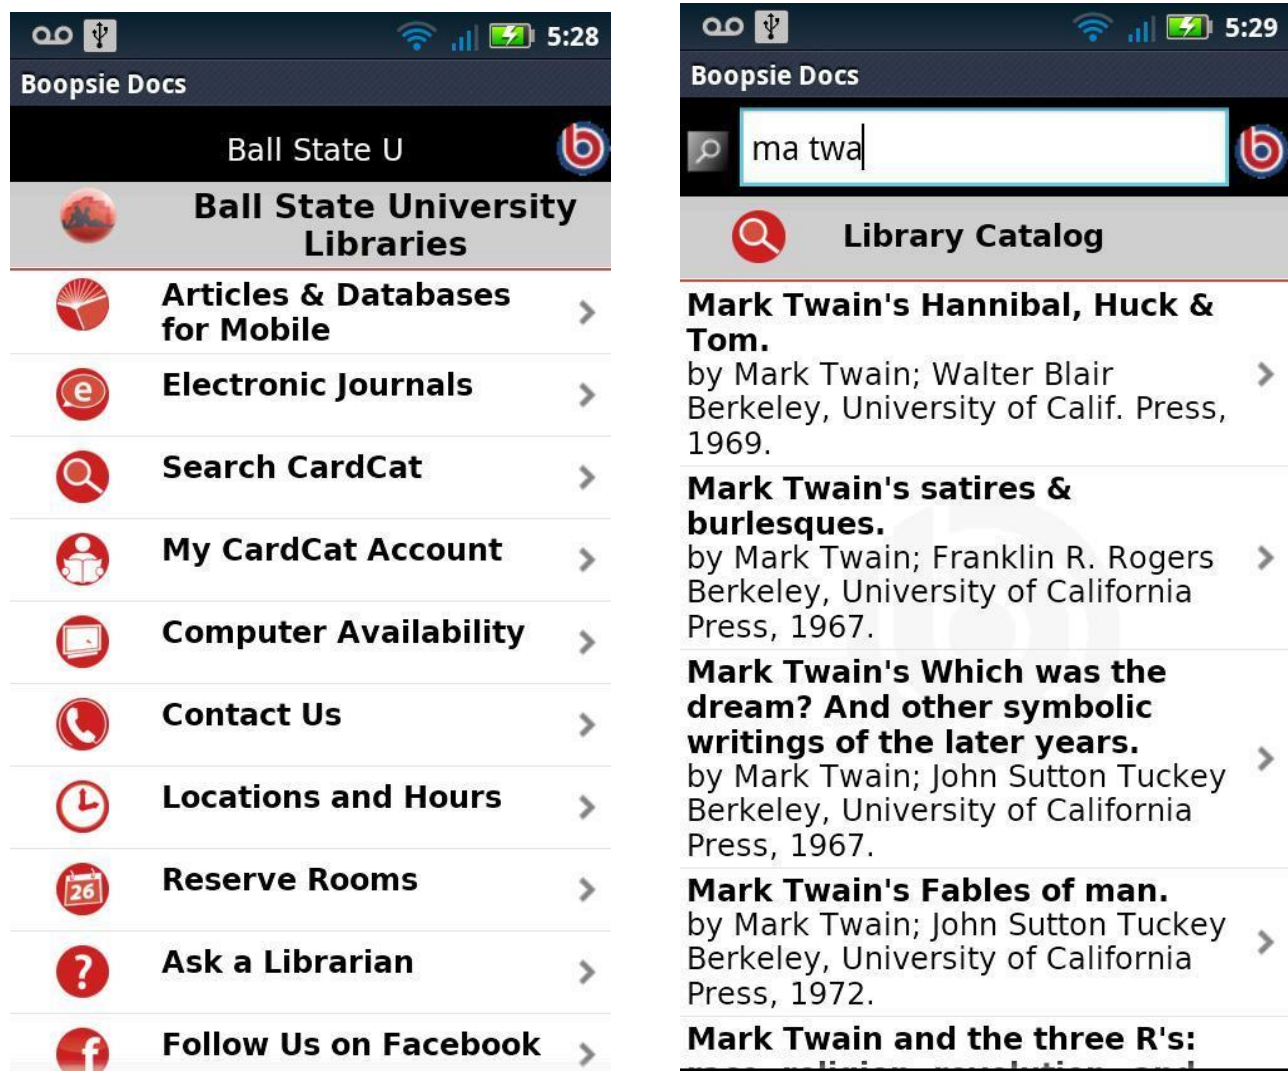 5:28
Boopsie Docs
Ball State U
b
Ball State University
Libraries
Articles & Databases
for Mobile
e
Electronic Journals
Search CardCat
My CardCat Account
Computer Availability
Contact Us
Locations and Hours
26
Reserve Rooms
?
Ask a Librarian
f
Follow Us on Facebook
5:29
Boopsie Docs
ma twa
b
Library Catalog
Mark Twain's Hannibal, Huck &
Tom.
by Mark Twain; Walter Blair
Berkeley, University of Calif. Press,
1969.
Mark Twain's satires &
burlesques.
by Mark Twain; Franklin R. Rogers
Berkeley, University of California
Press, 1967.
Mark Twain's Which was the
dream? And other symbolic
writings of the later years.
by Mark Twain; John Sutton Tuckey
Berkeley, University of California
Press, 1967.
Mark Twain's Fables of man.
by Mark Twain; John Sutton Tuckey
Berkeley, University of California
Press, 1972.
Mark Twain and the three R's:
race, religion, revolution, and